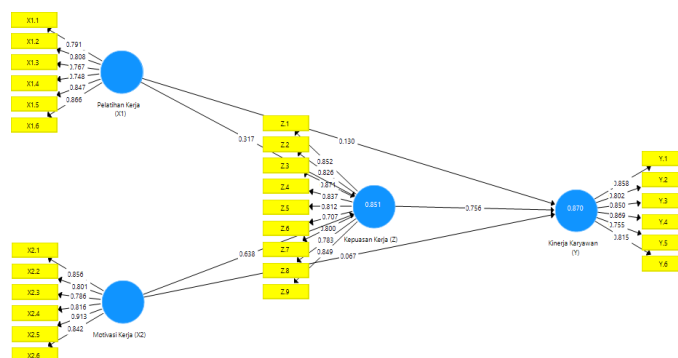 X1.1
X1.2
X1.3
X1.4
X1.5
X1.6
0.791
0.808
0.767
0.748
0.847
0.866
Pelatihan Kerja
(X1)
0.317
0.130
Z.1
Z.2
Z.3
Z.4
Z.5
Z.6
Z.7
Z.8
Z.9
0.852
0.826
0.871
0.837
0.812
0.707
0.800
0.783
0.849
0.851
Kepuasan Kerja (Z)
0.756
0.067
0.638
X2.1
X2.2
X2.3
X2.4
X2.5
X2.6
0.856
0.801
0.786
0.816
0.913
0.842
Motivasi Kerja (X2)
0.870
Kinerja Karyawan
(Y)
0.858
0.802
0.850
0.869
0.755
0.815
Y.1
Y.2
Y.3
Y.4
Y.5
Y.6